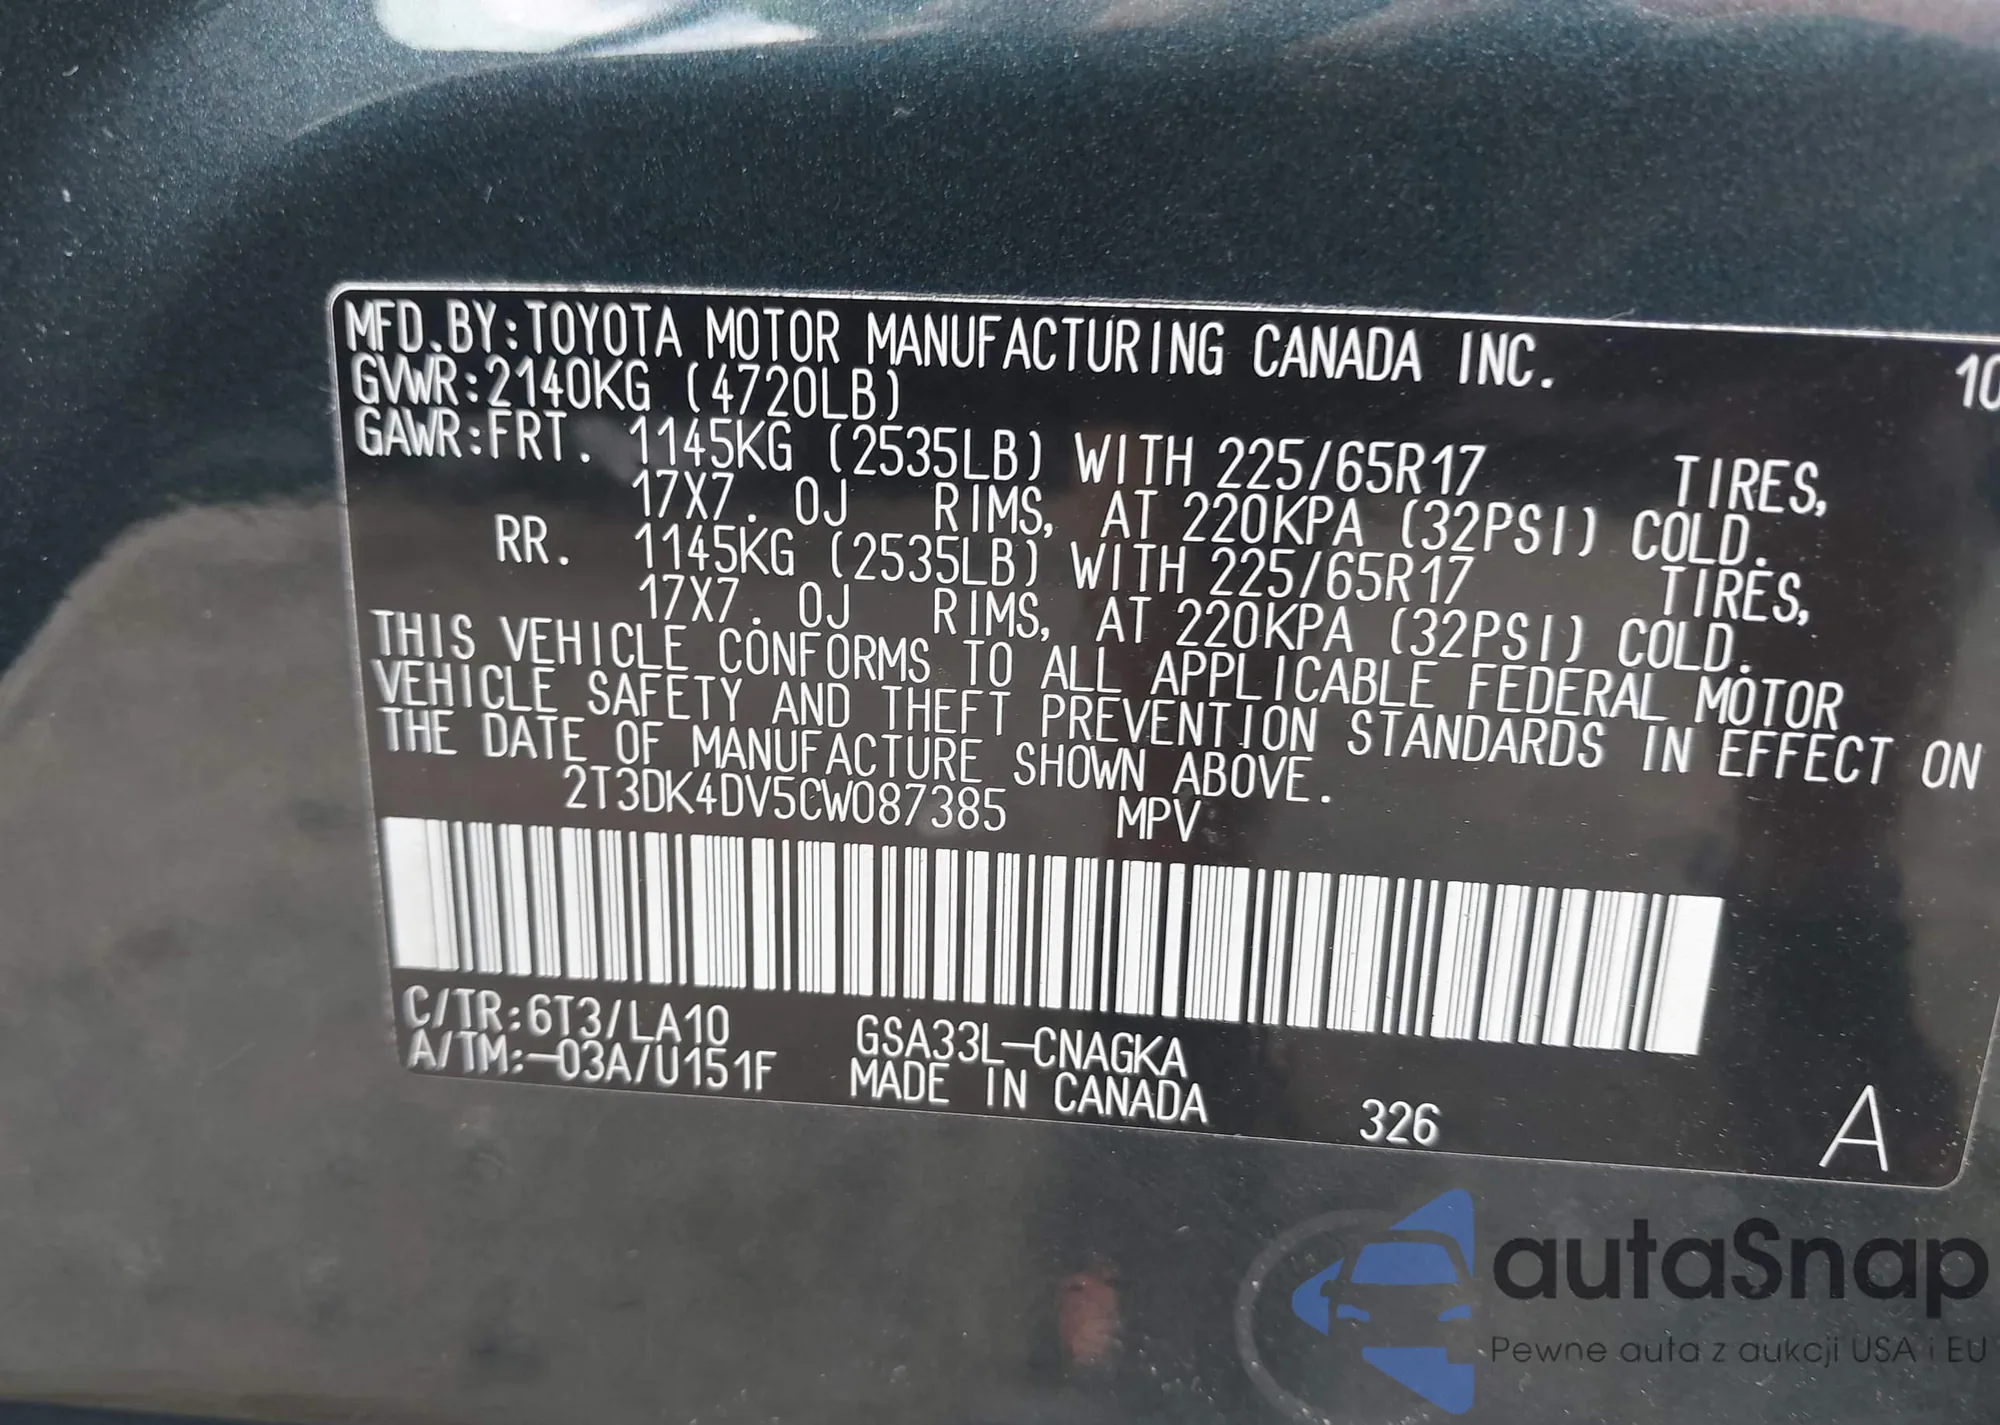 MFD.BY:TOYOTA MOTOR MANUFACTURING CANADA INC. 10
GVWR:2140KG (4720LB)
GAWR:FRT. 1145KG (2535LB) WITH 225/65R17 TIRES,
17X7. 0J RIMS, AT 220KPA (32PSI) COLD.
RR. 1145KG (2535LB) WITH 225/65R17 TIRES,
17X7. 0J RIMS, AT 220KPA (32PSI) COLD.
THIS VEHICLE CONFORMS TO ALL APPLICABLE FEDERAL MOTOR
VEHICLE SAFETY AND THEFT PREVENTION STANDARDS IN EFFECT ON
THE DATE OF MANUFACTURE SHOWN ABOVE.
2T3DK4DV5CW087385 MPV
C/TR:6T3/LA10 GSA33L-CNAGKA
A/TM:-03A/U151F MADE IN CANADA 326 A
autaSnap
Pewne auta z aukcji USA i EU